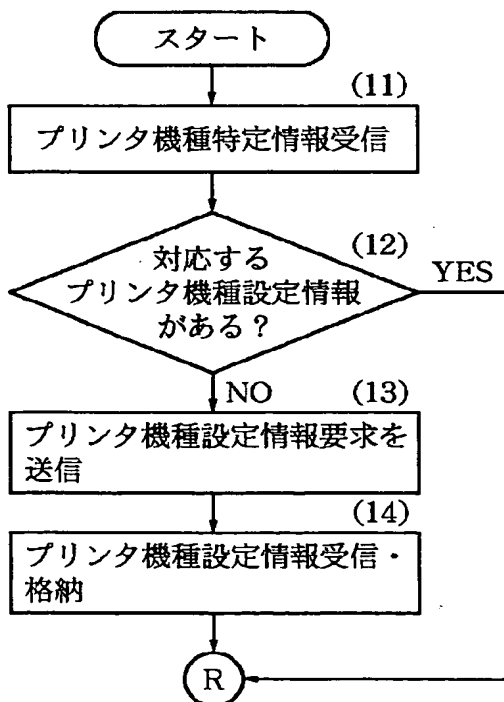 スタート
(11)
プリンタ機種特定情報受信
(12)
対応する
プリンタ機種設定情報
がある?
YES
NO
(13)
プリンタ機種設定情報要求を
送信
(14)
プリンタ機種設定情報受信・
格納
R